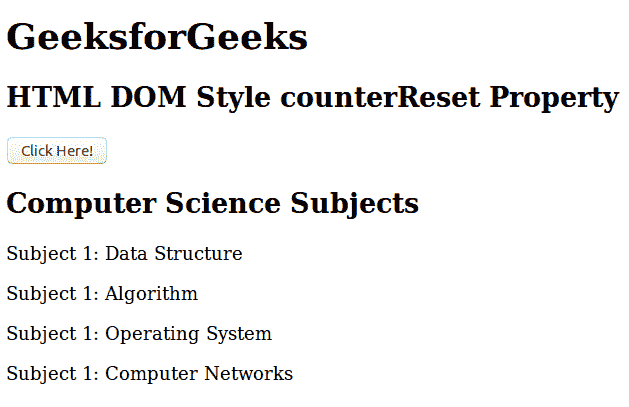 GeeksforGeeks
HTML DOM Style counterReset Property
Click Here!
Computer Science Subjects
Subject 1: Data Structure
Subject 1: Algorithm
Subject 1: Operating System
Subject 1: Computer Networks